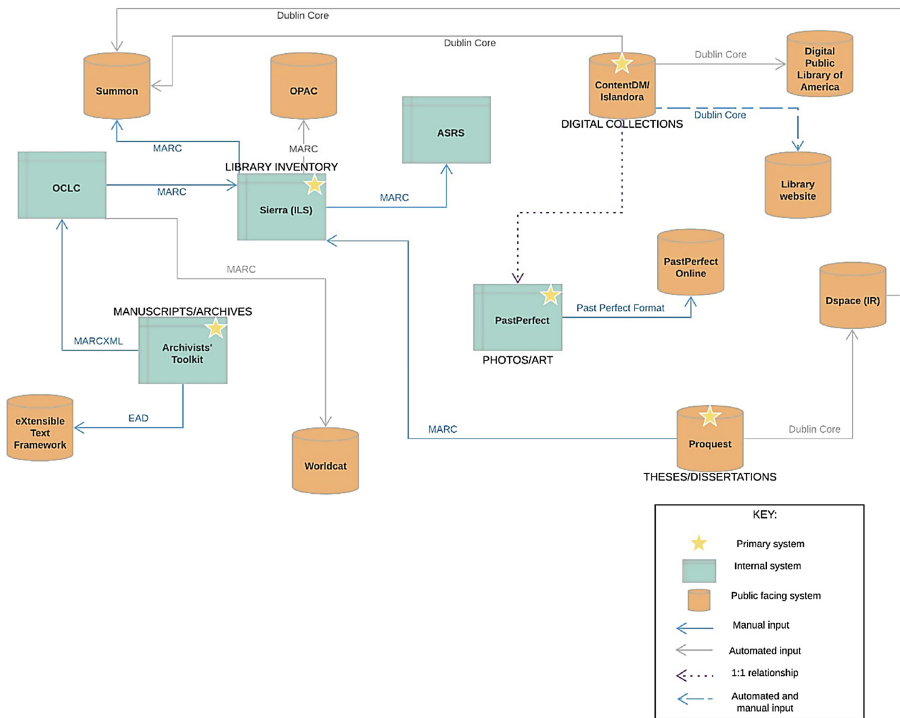 Dublin Core
Dublin Core
Dublin Core
Summon
OPAC
ContentDM/
Islandora
DIGITAL COLLECTIONS
Digital
Public
Library of
America
Dublin Core
ASRS
MARC
MARC
LIBRARY INVENTORY
OCLC
MARC
Sierra (ILS)
MARC
Library
website
MARC
PastPerfect
Online
Dspace (IR)
MANUSCRIPTS/ARCHIVES
PastPerfect
Past Perfect Format
PHOTOS/ART
MARCXML
Archivists'
Toolkit
EAD
eXtensible
Text
Framework
Worldcat
MARC
Proquest
Dublin Core
THESES/DISSERTATIONS
KEY:
Primary system
Internal system
Public facing system
Manual input
Automated input
1:1 relationship
Automated and
manual input